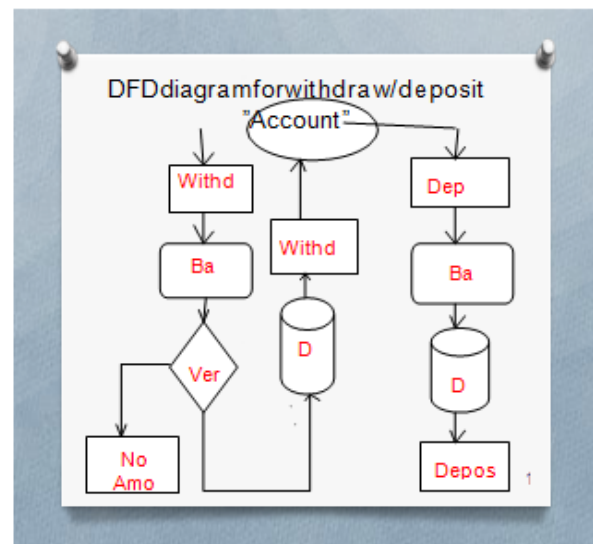 DFDdiagramforwithdraw/deposit
"Account"
Withd
Dep
Withd
Ba
Ba
D
Ver
D
No
Amo
Depos
1